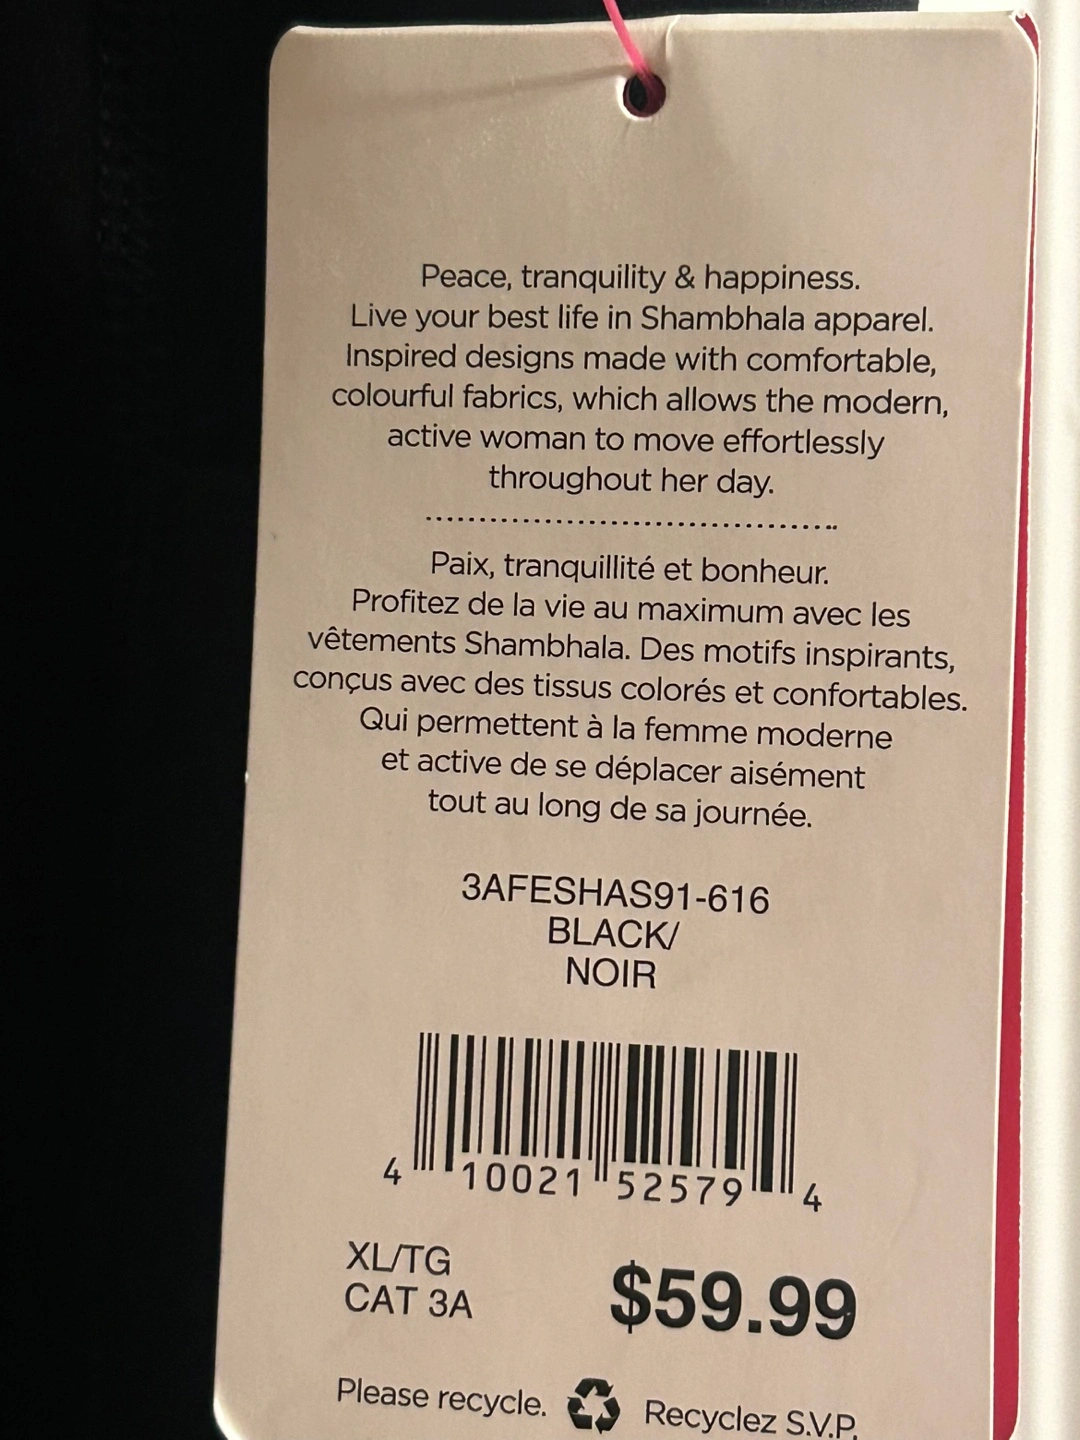 Peace, tranquility & happiness.
Live your best life in Shambhala apparel.
Inspired designs made with comfortable,
colourful fabrics, which allows the modern,
active woman to move effortlessly
throughout her day.
Paix, tranquillité et bonheur.
Profitez de la vie au maximum avec les
vêtements Shambhala. Des motifs inspirants,
conçus avec des tissus colorés et confortables.
Qui permettent à la femme moderne
et active de se déplacer aisément
tout au long de sa journée.
3AFESHAS91-616
BLACK/
NOIR
4 10021 52579 4
XL/TG
CAT 3A
$59.99
Please recycle. Recyclez S.V.P.